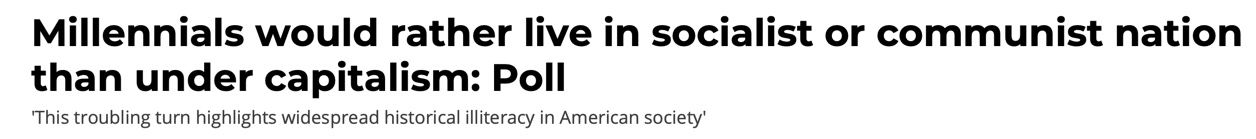 Millennials would rather live in socialist or communist nation
than under capitalism: Poll
'This troubling turn highlights widespread historical illiteracy in American society'